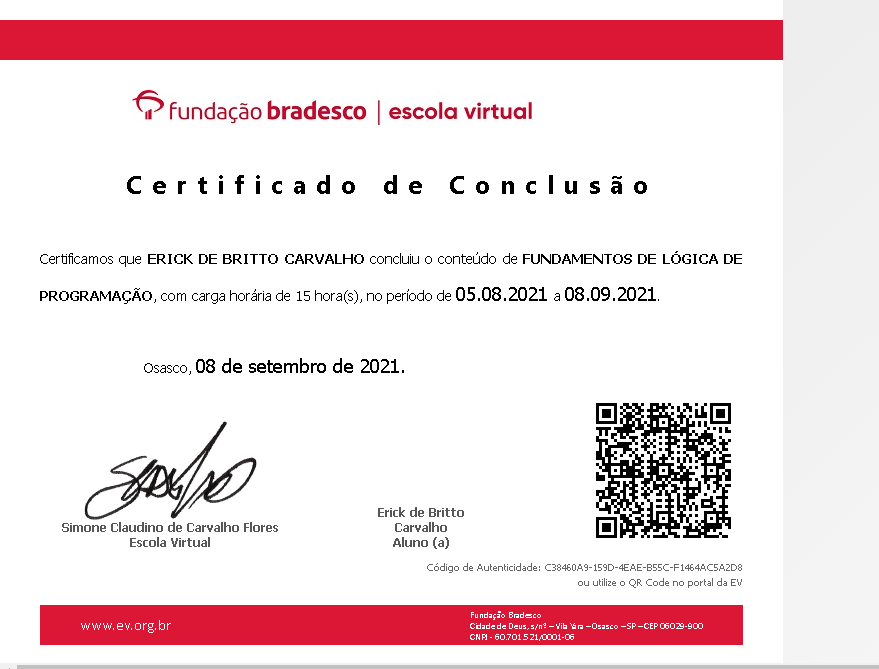 fundação bradesco | escola virtual
Certificado de Conclusão
Certificamos que ERICK DE BRITTO CARVALHO concluiu o conteúdo de FUNDAMENTOS DE LÓGICA DE
PROGRAMAÇÃO, com carga horária de 15 hora(s), no período de 05.08.2021 a 08.09.2021.
Osasco, 08 de setembro de 2021.
Simone Claudino de Carvalho Flores
Escola Virtual
Erick de Britto
Carvalho
Aluno (a)
Código de Autenticidade: C38460A9-159D-4EAE-B55C-F1464AC5A2D8
ou utilize o QR Code no portal da EV
www.ev.org.br
Fundação Bradesco
Cidade de Deus, s/nº – Vila Yara – Osasco – SP – CEP 06029-900
CNPJ - 60.701.521/0001-06